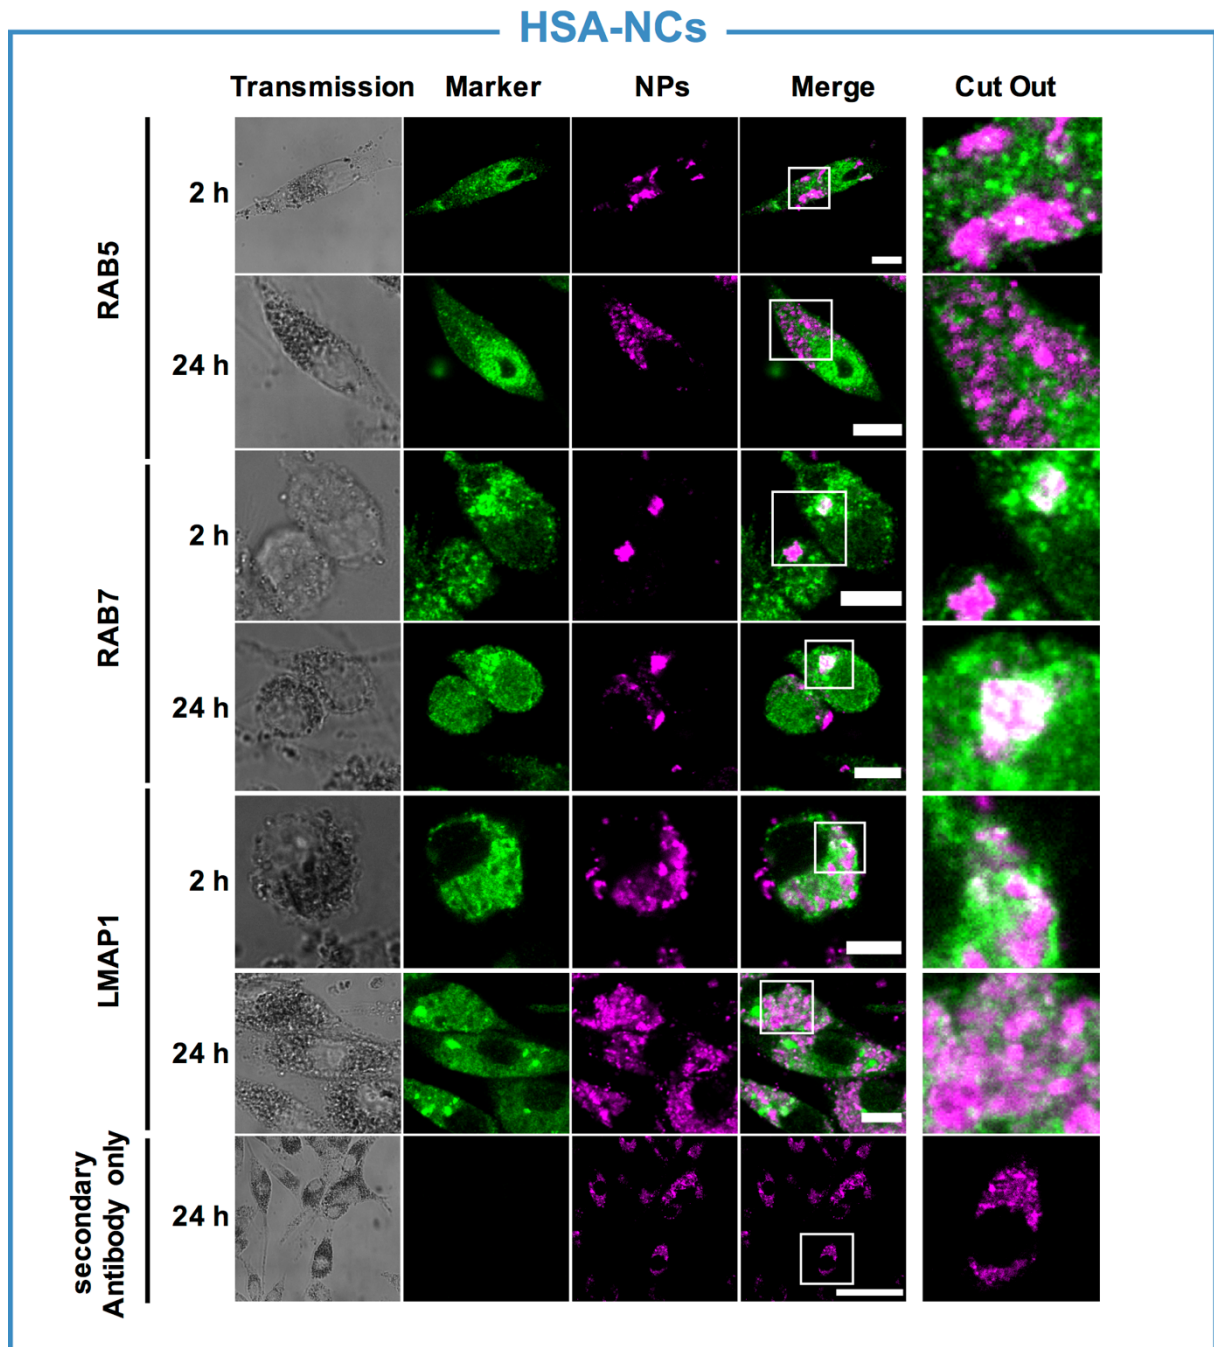 HSA-NCs
Transmission Marker NPs Merge Cut Out
RAB5
2 h
24 h
RAB7
2 h
24 h
LMAP1
2 h
24 h
secondary
Antibody only
24 h